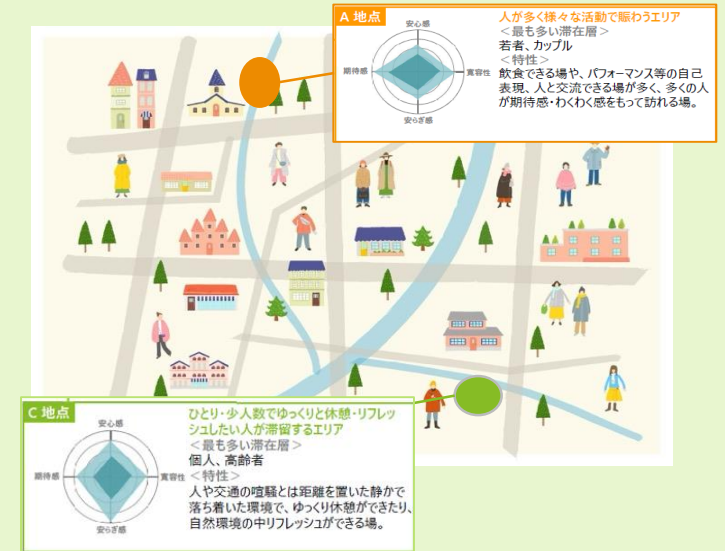 A 地点
安心感
期待感
寛容性
安らぎ感
人が多く様々な活動で賑わうエリア
＜最も多い滞在層＞
若者、カップル
＜特性＞
飲食できる場や、パフォーマンス等の自己
表現、人と交流できる場が多く、多くの人
が期待感・わくわく感をもって訪れる場。
C 地点
安心感
期待感
寛容性
安らぎ感
ひとり・少人数でゆっくりと休憩・リフレッ
シュしたい人が滞留するエリア
＜最も多い滞在層＞
個人、高齢者
＜特性＞
人や交通の喧騒とは距離を置いた静かで
落ち着いた環境で、ゆっくり休憩ができたり、
自然環境の中リフレッシュができる場。